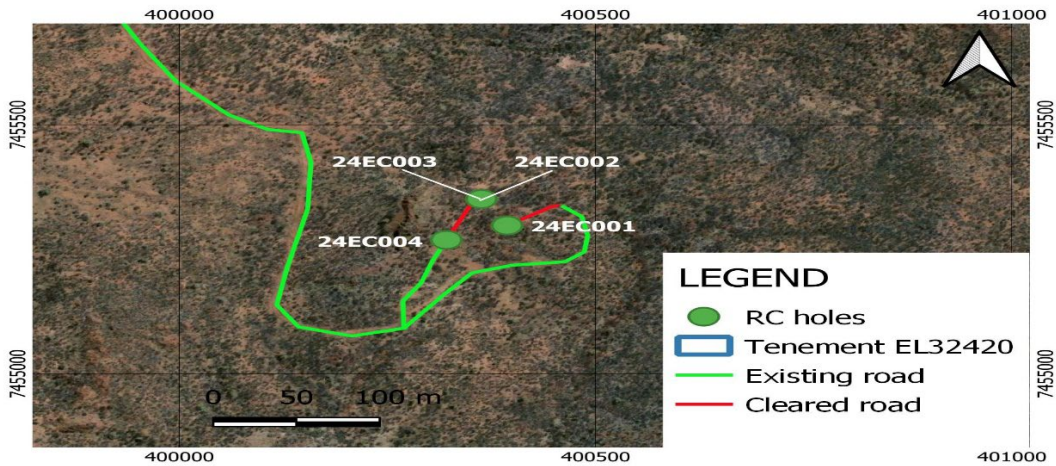 400000 400500 401000
7455500 7455500
24EC003 24EC002
24EC004 24EC001
LEGEND
RC holes
Tenement EL32420
Existing road
Cleared road
7455000 7455000
0 50 100 m
400000 400500 401000